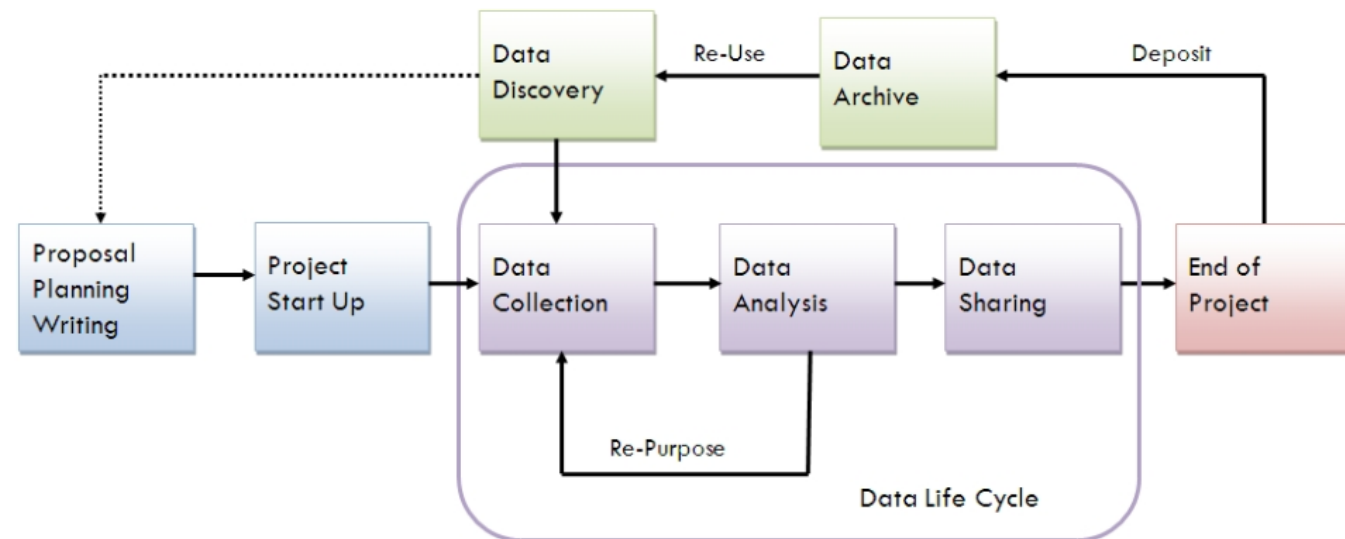 Data
Discovery
Re-Use
Data
Archive
Deposit
Proposal
Planning
Writing
Project
Start Up
Data
Collection
Data
Analysis
Data
Sharing
End of
Project
Re-Purpose
Data Life Cycle